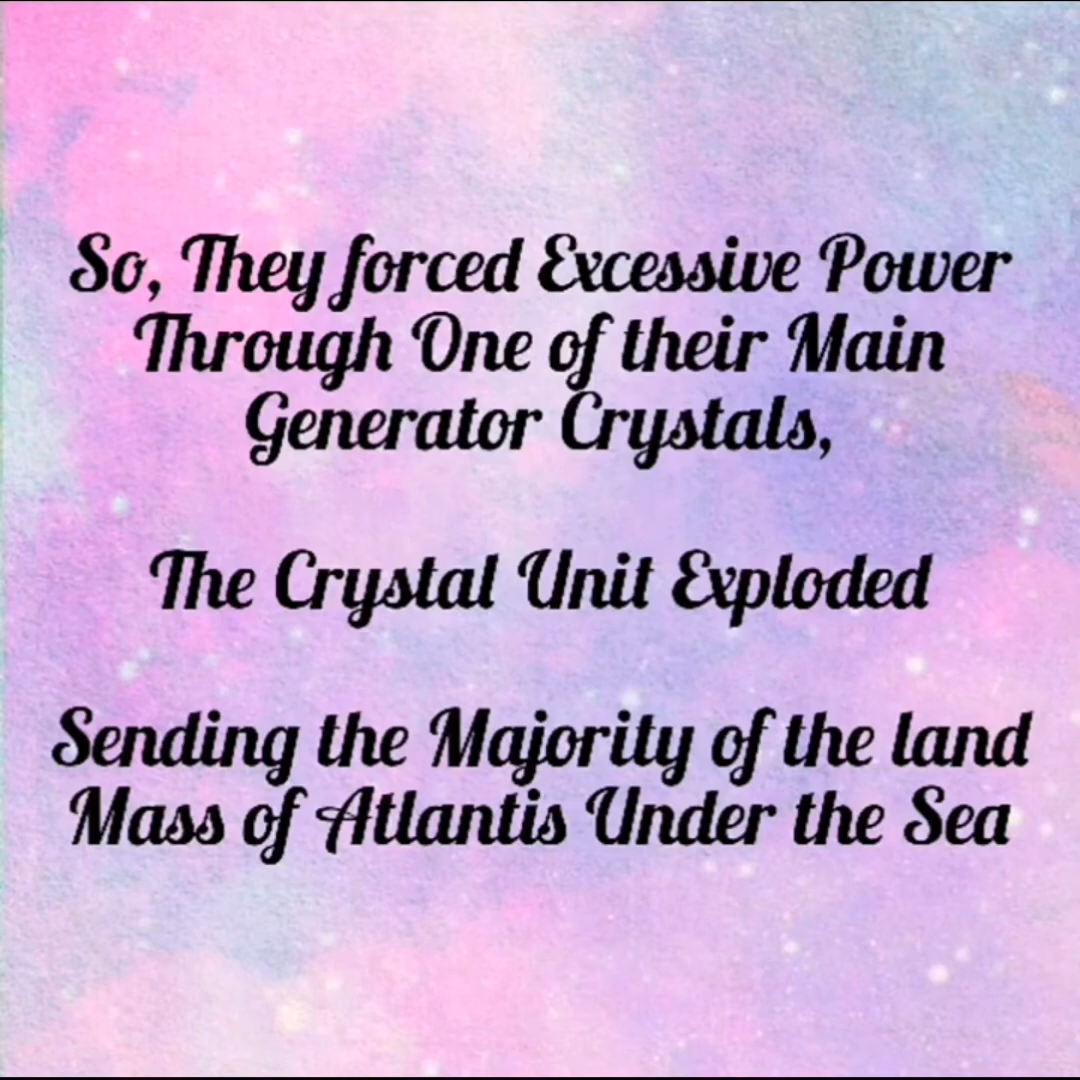 So, They forced Excessive Power
Through One of their Main
Generator Crystals,
The Crystal Unit Exploded
Sending the Majority of the land
Mass of Atlantis Under the Sea